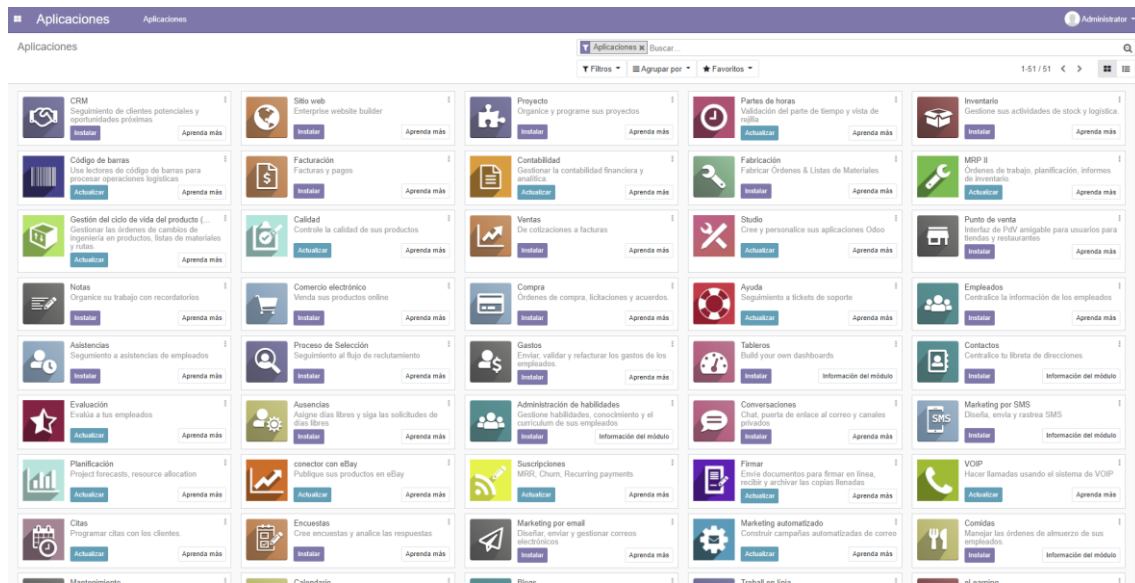 Aplicaciones Aplicaciones Administrator
Aplicaciones
Aplicaciones x Buscar...
Filtros Agrupar por Favoritos 1-51 / 51
CRM
Seguimiento de clientes potenciales y
oportunidades próximas
Instalar Aprenda más
Sitio web
Enterprise website builder
Instalar Aprenda más
Proyecto
Organice y programe sus proyectos
Instalar Aprenda más
Partes de horas
Validación del parte de tiempo y vista de
rejilla
Actualizar Aprenda más
Inventario
Gestione sus actividades de stock y logística.
Instalar Aprenda más
Código de barras
Use lectores de código de barras para
procesar operaciones logísticas
Actualizar Aprenda más
Facturación
Facturas y pagos
Instalar Aprenda más
Contabilidad
Gestionar la contabilidad financiera y
analítica
Actualizar Aprenda más
Fabricación
Fabricar Órdenes & Listas de Materiales
Instalar Aprenda más
MRP II
Órdenes de trabajo, planificación, informes
de inventario.
Actualizar Aprenda más
Gestión del ciclo de vida del producto (...
Gestionar las órdenes de cambios de
ingeniería en productos, listas de materiales
y rutas.
Actualizar Aprenda más
Calidad
Controle la calidad de sus productos
Actualizar Aprenda más
Ventas
De cotizaciones a facturas
Instalar Aprenda más
Studio
Cree y personalice sus aplicaciones Odoo
Actualizar Aprenda más
Punto de venta
Interfaz de PdV amigable para usuarios para
tiendas y restaurantes
Instalar Aprenda más
Notas
Organice su trabajo con recordatorios
Instalar Aprenda más
Comercio electrónico
Venda sus productos online
Instalar Aprenda más
Compra
Órdenes de compra, licitaciones y acuerdos.
Instalar Aprenda más
Ayuda
Seguimiento a tickets de soporte
Actualizar Aprenda más
Empleados
Centralice la información de los empleados
Instalar Aprenda más
Asistencias
Seguimiento a asistencias de empleados
Instalar Aprenda más
Proceso de Selección
Seguimiento al flujo de reclutamiento
Instalar Aprenda más
Gastos
Enviar, validar y refacturar los gastos de los
empleados.
Instalar Aprenda más
Tableros
Build your own dashboards
Instalar Información del módulo
Contactos
Centralice tu libreta de direcciones
Instalar Información del módulo
Evaluación
Evalúa a tus empleados
Actualizar Aprenda más
Ausencias
Asigne días libres y siga las solicitudes de
días libres
Instalar Aprenda más
Administración de habilidades
Gestione habilidades, conocimiento y el
curriculum de sus empleados
Instalar Información del módulo
Conversaciones
Chat, puerta de enlace al correo y canales
privados
Instalar Aprenda más
Marketing por SMS
Diseña, envía y rastrea SMS
SMS
Instalar Información del módulo
Planificación
Project forecasts, resource allocation
Actualizar Aprenda más
conector con eBay
Publique sus productos en eBay
Actualizar Aprenda más
Suscripciones
MRR, Churn, Recurring payments
Actualizar Aprenda más
Firmar
Envíe documentos para firmar en línea,
recibir y archivar las copias llenadas
Actualizar Aprenda más
VOIP
Hacer llamadas usando el sistema de VOIP
Actualizar Aprenda más
Citas
Programar citas con los clientes.
Actualizar Aprenda más
Encuestas
Cree encuestas y analice las respuestas
Instalar Aprenda más
Marketing por email
Diseñar, enviar y gestionar correos
electrónicos
Instalar Aprenda más
Marketing automatizado
Construir campañas automatizadas de correo
Actualizar Aprenda más
Comidas
Manejar las órdenes de almuerzo de sus
empleados.
Instalar Información del módulo
Mantenimiento Calendario Blogs Treball en línia eLearning